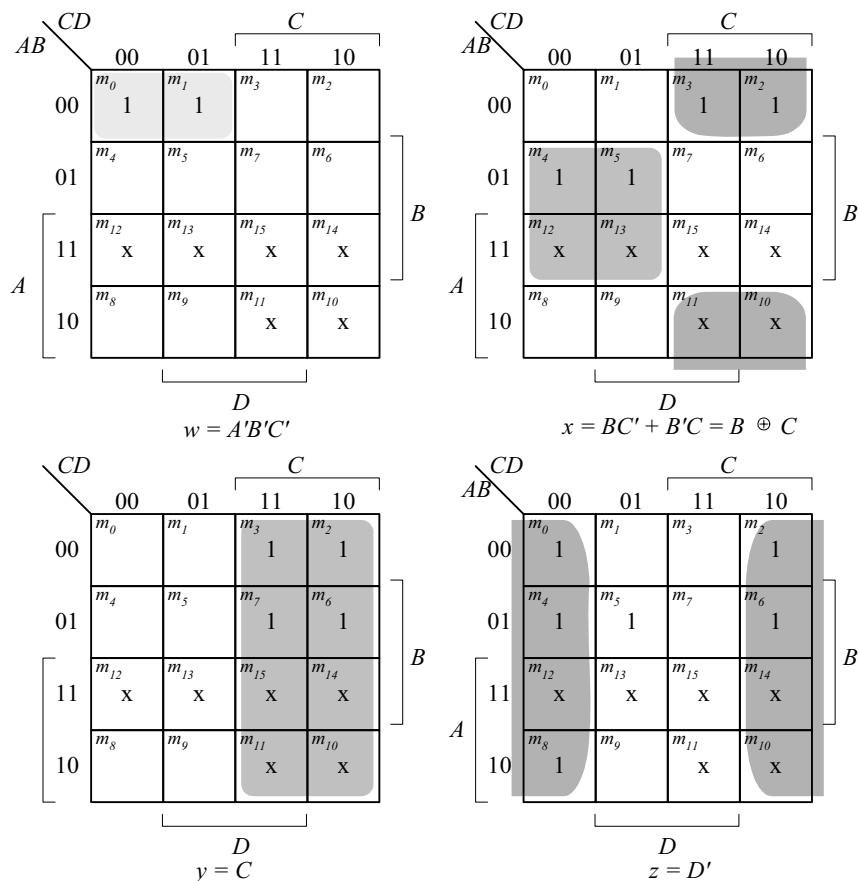 CD
AB
C
00 01 11 10
00 m0 1 m1 1 m3 m2
01 m4 m5 m7 m6
11 m12 x m13 x m15 x m14 x
10 m8 m9 m11 x m10 x
A
B
D
w = A'B'C'
CD
AB
C
00 01 11 10
00 m0 m1 m3 1 m2 1
01 m4 1 m5 1 m7 m6
11 m12 x m13 x m15 x m14 x
10 m8 m9 m11 x m10 x
A
B
D
x = BC' + B'C = B ⊕ C
CD
C
00 01 11 10
00 m0 m1 m3 1 m2 1
01 m4 m5 m7 1 m6 1
11 m12 x m13 x m15 x m14 x
10 m8 m9 m11 x m10 x
B
D
y = C
CD
AB
C
00 01 11 10
00 m0 1 m1 m3 m2 1
01 m4 1 m5 1 m7 m6 1
11 m12 x m13 x m15 x m14 x
10 m8 1 m9 m11 x m10 x
A
B
D
z = D'